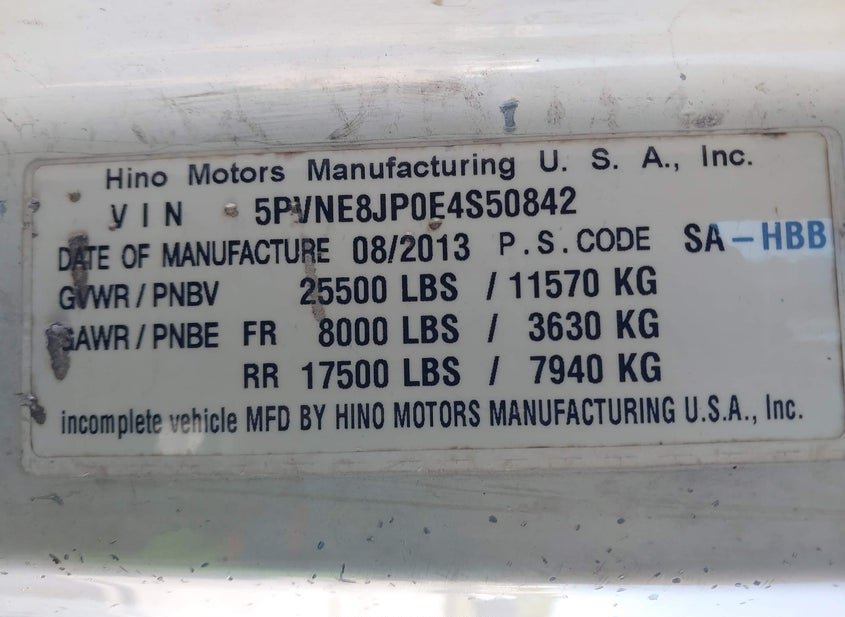 Hino Motors Manufacturing U. S. A., Inc.
VIN 5PVNE8JP0E4S50842
DATE OF MANUFACTURE 08/2013 P.S.CODE SA-HBB
GVWR/PNBV 25500 LBS / 11570 KG
GAWR/PNBE FR 8000 LBS / 3630 KG
RR 17500 LBS / 7940 KG
incomplete vehicle MFD BY HINO MOTORS MANUFACTURING U.S.A., Inc.